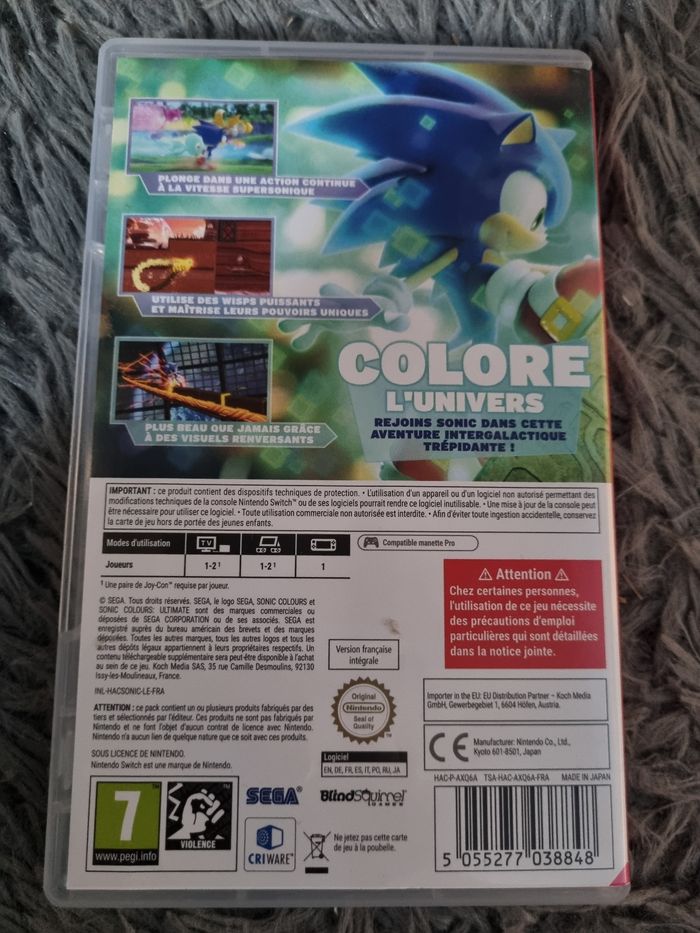 PLONGE DANS UNE ACTION CONTINUE
À LA VITESSE SUPERSONIQUE
UTILISE DES WISPS PUISSANTS
ET MAÎTRISE LEURS POUVOIRS UNIQUES
PLUS BEAU QUE JAMAIS GRÂCE
À DES VISUELS RENVERSANTS
COLORE
L'UNIVERS
REJOINS SONIC DANS CETTE
AVENTURE INTERGALACTIQUE
TRÉPIDANTE !
IMPORTANT : ce produit contient des dispositifs techniques de protection. • L'utilisation d'un appareil ou d'un logiciel non autorisé permettant des
modifications techniques de la console Nintendo Switch™ ou de ses logiciels pourrait rendre ce logiciel inutilisable. • Une mise à jour de la console peut
être nécessaire pour utiliser ce logiciel. • Toute utilisation commerciale non autorisée est interdite. • Afin d'éviter toute ingestion accidentelle, conservez
la carte de jeu hors de portée des jeunes enfants.
Modes d'utilisation TV Compatible manette Pro
Joueurs 1-2¹ 1-2¹ 1
¹ Une paire de Joy-Con™ requise par joueur.
© SEGA. Tous droits réservés. SEGA, le logo SEGA, SONIC COLOURS et
SONIC COLOURS: ULTIMATE sont des marques commerciales ou
déposées de SEGA CORPORATION ou de ses associés. SEGA est
enregistré auprès du bureau américain des brevets et des marques
déposées. Toutes les autres marques, tous les autres logos et tous les
autres dépôts légaux appartiennent à leurs propriétaires respectifs. Un
contenu téléchargeable supplémentaire sera peut-être disponible à l'achat
au sein de ce jeu. Koch Media SAS, 35 rue Camille Desmoulins, 92130
Issy-les-Moulineaux, France.
INL-HACSONIC-LE-FRA
ATTENTION : ce pack contient un ou plusieurs produits fabriqués par des
tiers et sélectionnés par l'éditeur. Ces produits ne sont pas fabriqués par
Nintendo et ne font l'objet d'aucun contrat de licence avec Nintendo.
Nintendo n'a aucun lien de quelque nature que ce soit avec ces produits.
SOUS LICENCE DE NINTENDO.
Nintendo Switch est une marque de Nintendo.
Version française
intégrale
Original
Nintendo
Seal of
Quality
TM
Logiciel
EN, DE, FR, ES, IT, PO, RU, JA
⚠ Attention ⚠
Chez certaines personnes,
l'utilisation de ce jeu nécessite
des précautions d'emploi
particulières qui sont détaillées
dans la notice jointe.
Importer in the EU: EU Distribution Partner – Koch Media
GmbH, Gewerbegebiet 1, 6604 Höfen, Austria.
CE Manufacturer: Nintendo Co., Ltd.,
Kyoto 601-8501, Japan
HAC-P-AXQ6A TSA-HAC-AXQ6A-FRA MADE IN JAPAN
7
www.pegi.info
VIOLENCE
SEGA
BlindSquirrel
GAMES
CRIWARE
Ne jetez pas cette carte
de jeu à la poubelle.
5 055277 038848